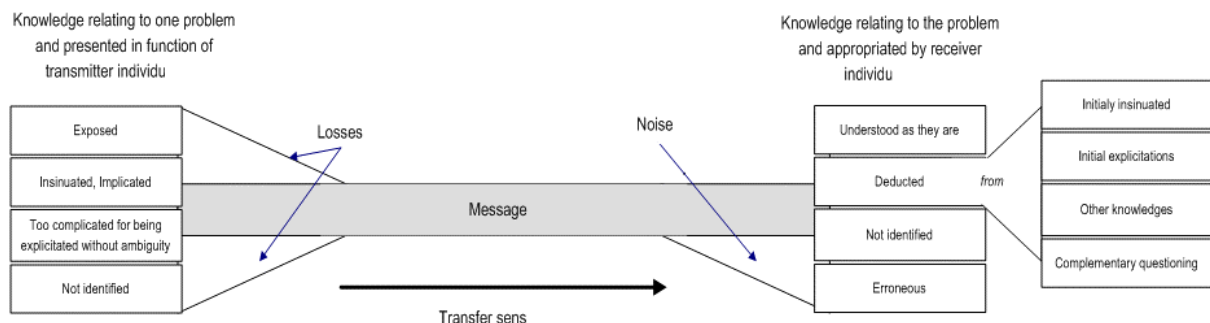 Knowledge relating to one problem
and presented in function of
transmitter individu
Exposed
Insinuated, Implicated
Too complicated for being
explicitated without ambiguity
Not identified
Losses
Message
Transfer sens
Noise
Knowledge relating to the problem
and appropriated by receiver
individu
Understood as they are
Deducted
from
Not identified
Erroneous
Initialy insinuated
Initial explicitations
Other knowledges
Complementary questioning